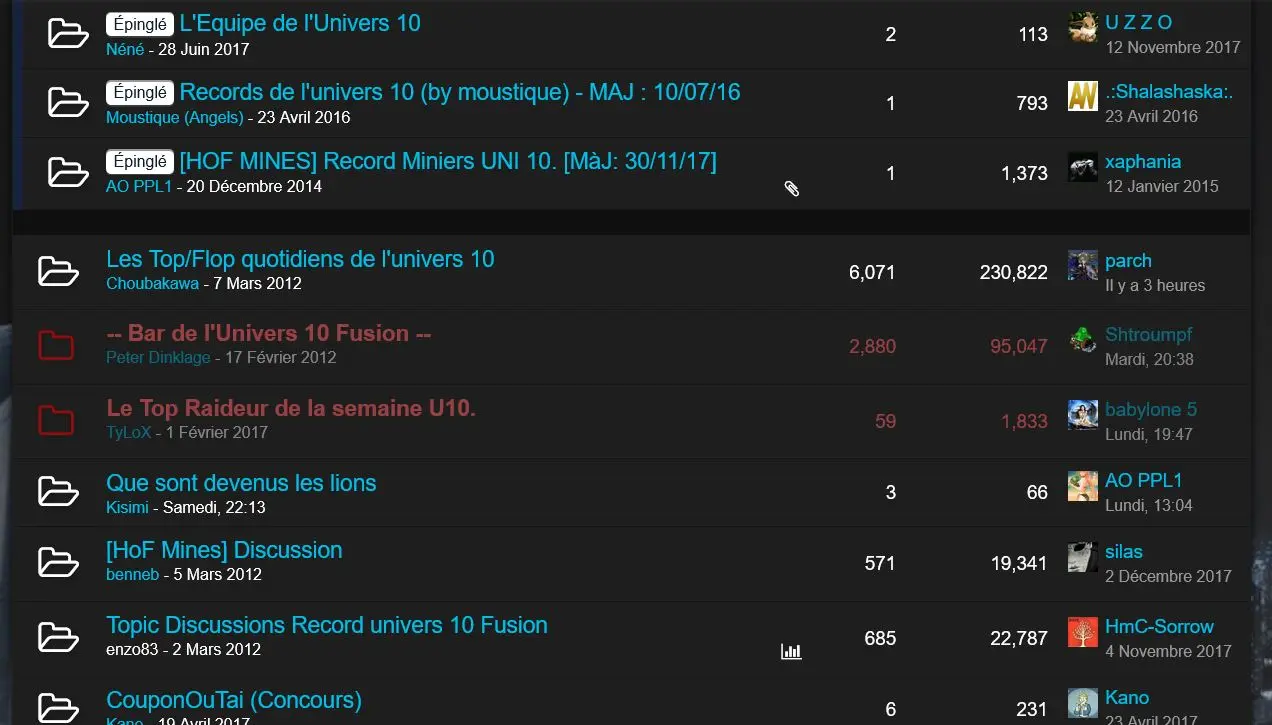 Épinglé L'Equipe de l'Univers 10
Néné - 28 Juin 2017
2
113
U Z Z O
12 Novembre 2017
Épinglé Records de l'univers 10 (by moustique) - MAJ : 10/07/16
Moustique (Angels) - 23 Avril 2016
1
793
.:Shalashaska:.
23 Avril 2016
Épinglé [HOF MINES] Record Miniers UNI 10. [MàJ: 30/11/17]
AO PPL1 - 20 Décembre 2014
1
1,373
xaphania
12 Janvier 2015
Les Top/Flop quotidiens de l'univers 10
Choubakawa - 7 Mars 2012
6,071
230,822
parch
Il y a 3 heures
-- Bar de l'Univers 10 Fusion --
Peter Dinklage - 17 Février 2012
2,880
95,047
Shtroumpf
Mardi, 20:38
Le Top Raideur de la semaine U10.
TyLoX - 1 Février 2017
59
1,833
babylone 5
Lundi, 19:47
Que sont devenus les lions
Kisimi - Samedi, 22:13
3
66
AO PPL1
Lundi, 13:04
[HoF Mines] Discussion
benneb - 5 Mars 2012
571
19,341
silas
2 Décembre 2017
Topic Discussions Record univers 10 Fusion
enzo83 - 2 Mars 2012
685
22,787
HmC-Sorrow
4 Novembre 2017
CouponOuTai (Concours)
Kano - 19 Avril 2017
6
231
Kano
23 Avril 2017